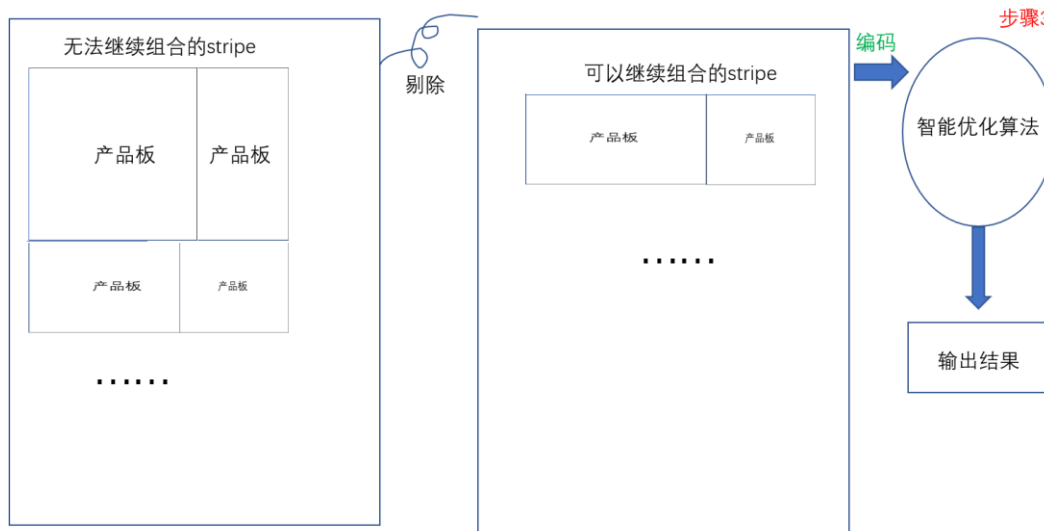 无法继续组合的stripe
产品板
产品板
产品板
产品板
……
剔除
可以继续组合的stripe
产品板
产品板
……
编码
步骤3
智能优化算法
输出结果